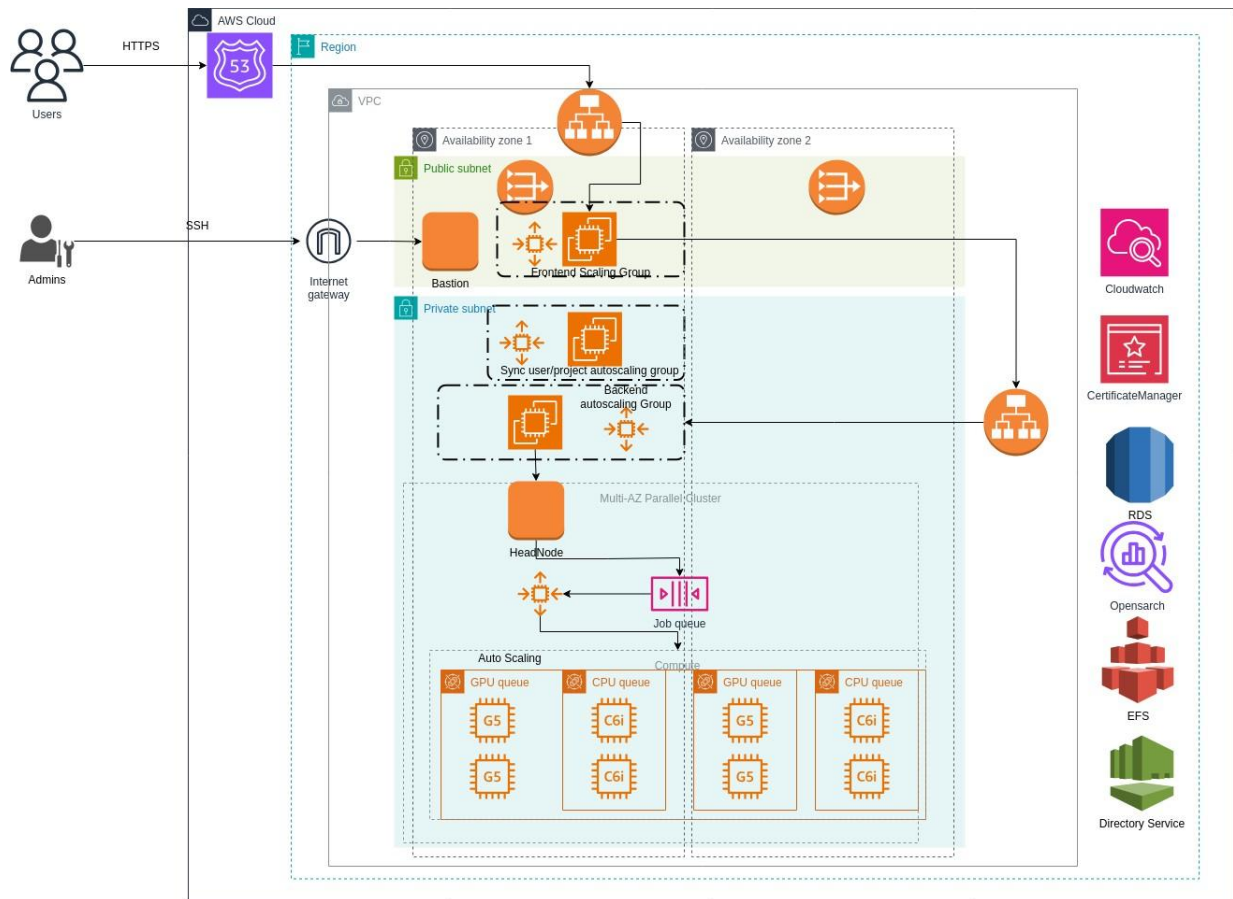 AWS Cloud
HTTPS
53
Region
Users
VPC
Availability zone 1
Availability zone 2
Public subnet
SSH
Admins
Internet
gateway
Bastion
Frontend Scaling Group
Cloudwatch
Private subnet
Sync user/project autoscaling group
Backend
autoscaling Group
CertificateManager
Multi-AZ Parallel Cluster
RDS
HeadNode
Job queue
Opensarch
Auto Scaling
Compute
GPU queue
CPU queue
GPU queue
CPU queue
G5
C6i
G5
C6i
G5
C6i
G5
C6i
EFS
Directory Service